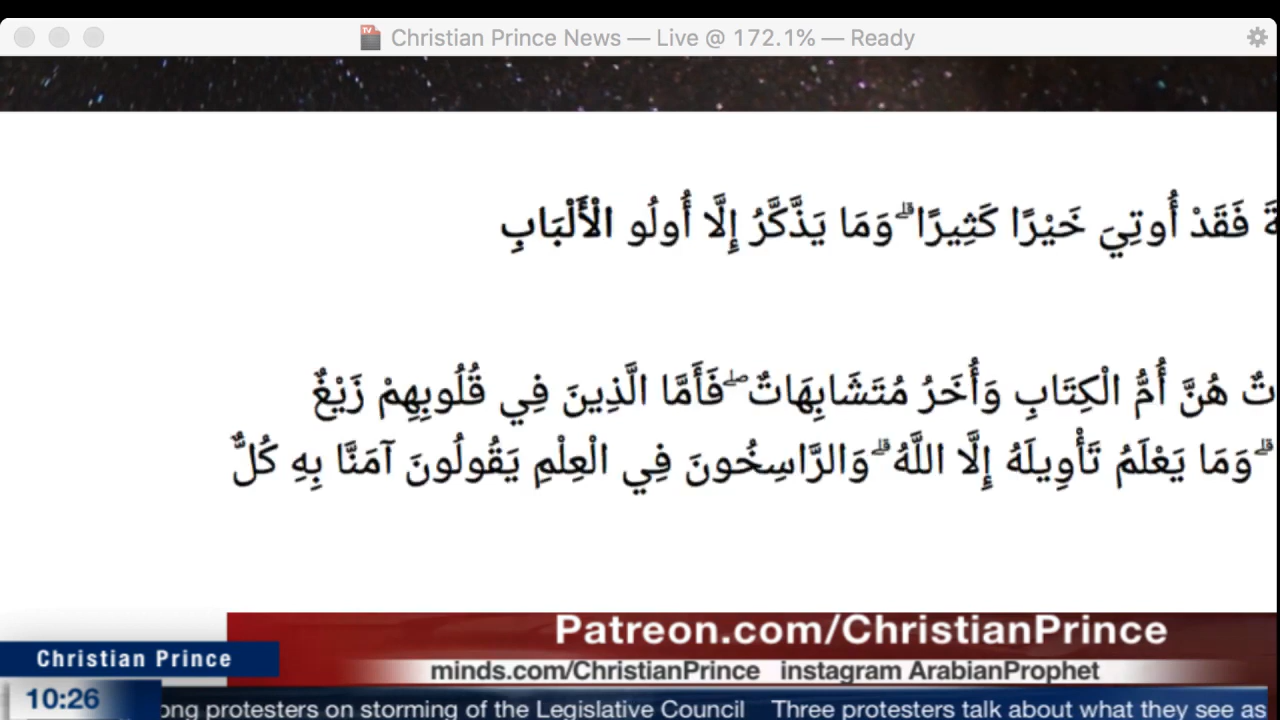 Christian Prince News — Live @ 172.1% — Ready
فَقَدْ أُوتِيَ خَيْرًا كَثِيرًا ۗ وَمَا يَذَّكَّرُ إِلَّا أُولُو الْأَلْبَابِ
هُنَّ أُمُّ الْكِتَابِ وَأُخَرُ مُتَشَابِهَاتٌ ۖ فَأَمَّا الَّذِينَ فِي قُلُوبِهِمْ زَيْغٌ
ۗ وَمَا يَعْلَمُ تَأْوِيلَهُ إِلَّا اللَّهُ ۗ وَالرَّاسِخُونَ فِي الْعِلْمِ يَقُولُونَ آمَنَّا بِهِ كُلٌّ
Patreon.com/ChristianPrince
minds.com/ChristianPrince instagram ArabianProphet
Christian Prince
10:26
ong protesters on storming of the Legislative Council Three protesters talk about what they see as